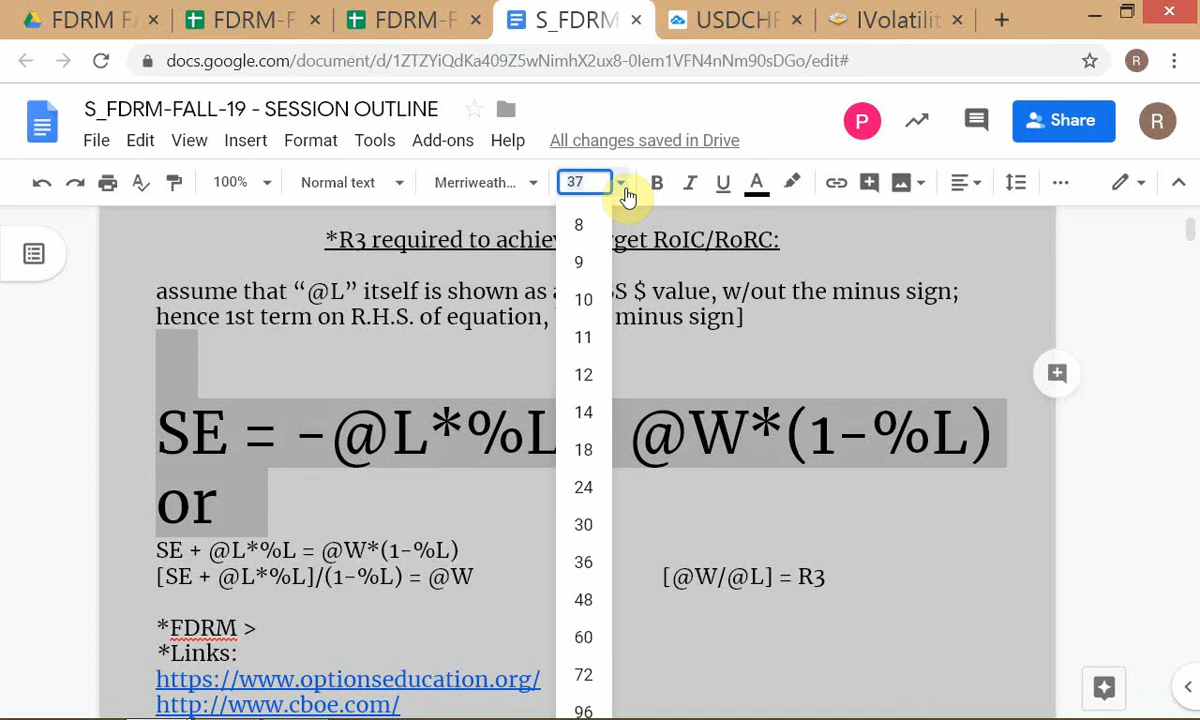 FDRM FA
FDRM-F
FDRM-F
S_FDRM
USDCHF
IVolatilit
docs.google.com/document/d/1ZTZYiQdKa409Z5wNimhX2ux8-0Iem1VFN4nNm90sDGo/edit#
R
S_FDRM-FALL-19 - SESSION OUTLINE
File Edit View Insert Format Tools Add-ons Help All changes saved in Drive
P
Share
R
100% Normal text Merriweath... 37 B I U A
*R3 required to achiev rget RoIC/RoRC:
assume that “@L” itself is shown as a SS $ value, w/out the minus sign;
hence 1st term on R.H.S. of equation, minus sign]
SE = -@L*%L @W*(1-%L)
or
SE + @L*%L = @W*(1-%L)
[SE + @L*%L]/(1-%L) = @W [@W/@L] = R3
*FDRM >
*Links:
https://www.optionseducation.org/
http://www.cboe.com/
8
9
10
11
12
14
18
24
30
36
48
60
72
96